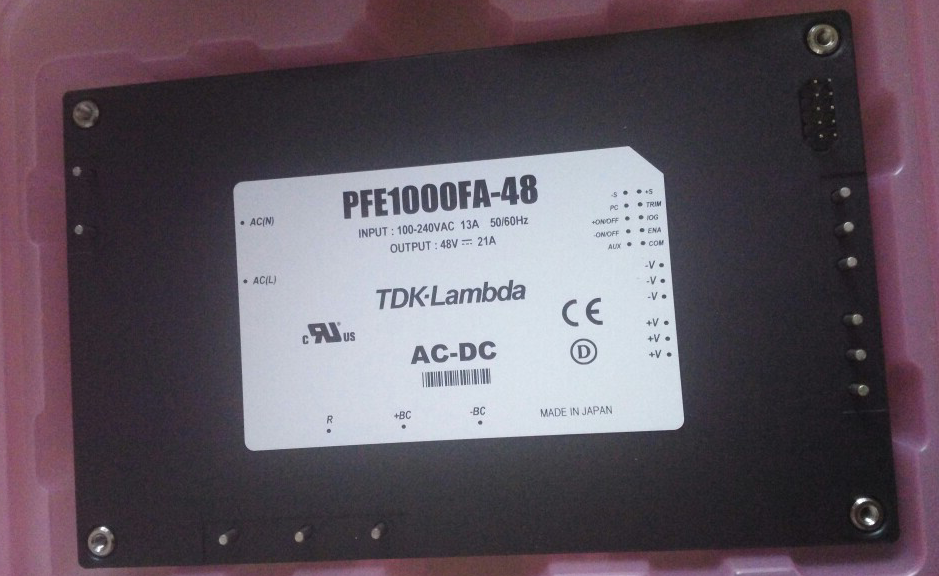 PFE1000FA-48
INPUT : 100-240VAC 13A 50/60Hz
OUTPUT : 48V ⎓ 21A
AC(N)
AC(L)
-S +S
PC TRIM
+ON/OFF IOG
-ON/OFF ENA
AUX COM
-V
-V
-V
+V
+V
+V
TDK·Lambda
c RU US
CE
AC-DC
D
R
+BC
-BC
MADE IN JAPAN